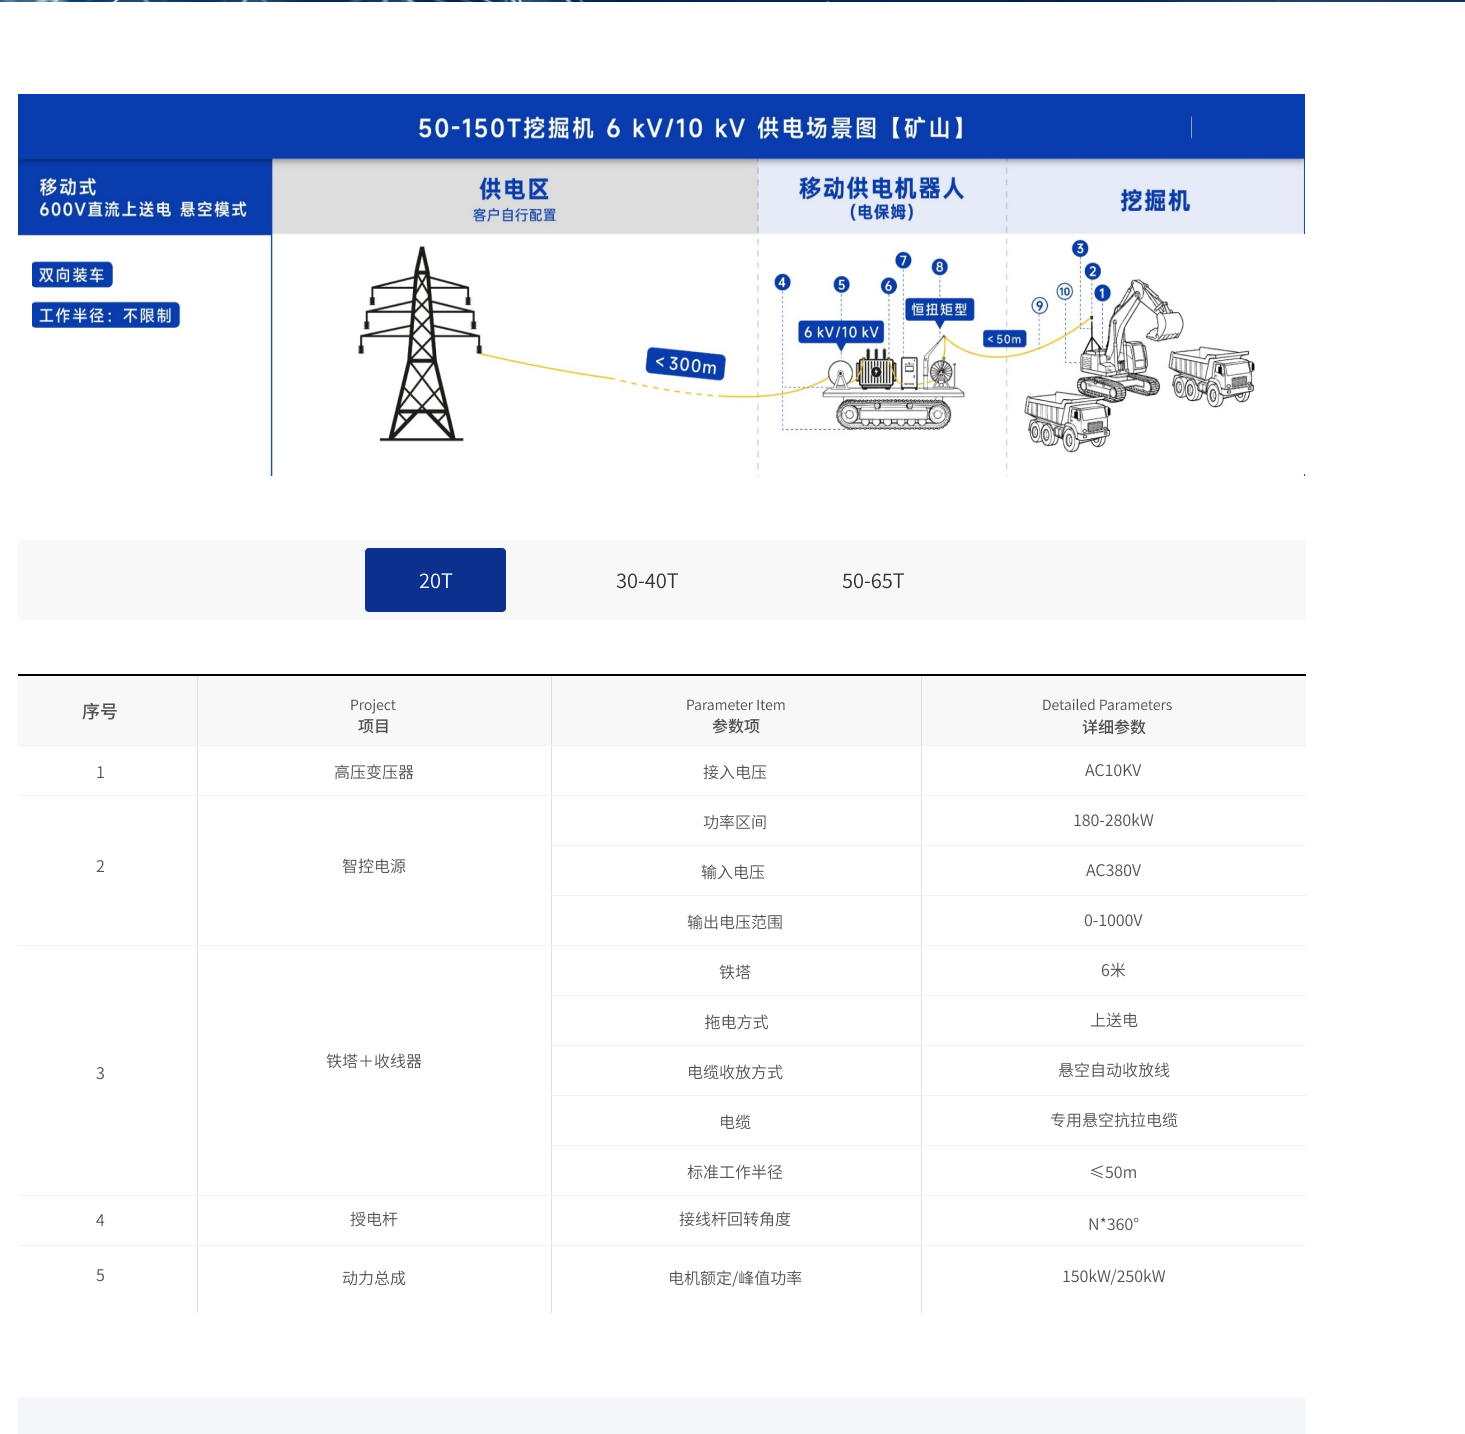 50-150T挖掘机 6 kV/10 kV 供电场景图【矿山】
移动式
600V直流上送电 悬空模式
供电区
客户自行配置
移动供电机器人
(电保姆)
挖掘机
双向装车
工作半径：不限制
<300m
4
5
6
7
8
6 kV/10 kV
恒扭矩型
<50m
9
10
3
2
1
20T
30-40T
50-65T
序号
Project
项目
Parameter Item
参数项
Detailed Parameters
详细参数
1
高压变压器
接入电压
AC10KV
2
智控电源
功率区间
180-280kW
输入电压
AC380V
输出电压范围
0-1000V
3
铁塔＋收线器
铁塔
6米
拖电方式
上送电
电缆收放方式
悬空自动收放线
电缆
专用悬空抗拉电缆
标准工作半径
≤50m
4
授电杆
接线杆回转角度
N*360°
5
动力总成
电机额定/峰值功率
150kW/250kW